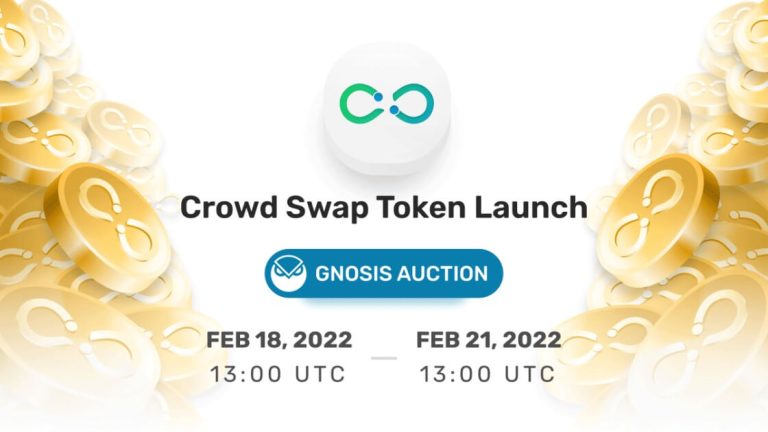 Crowd Swap Token Launch
GNOSIS AUCTION
FEB 18, 2022 — FEB 21, 2022
13:00 UTC 13:00 UTC